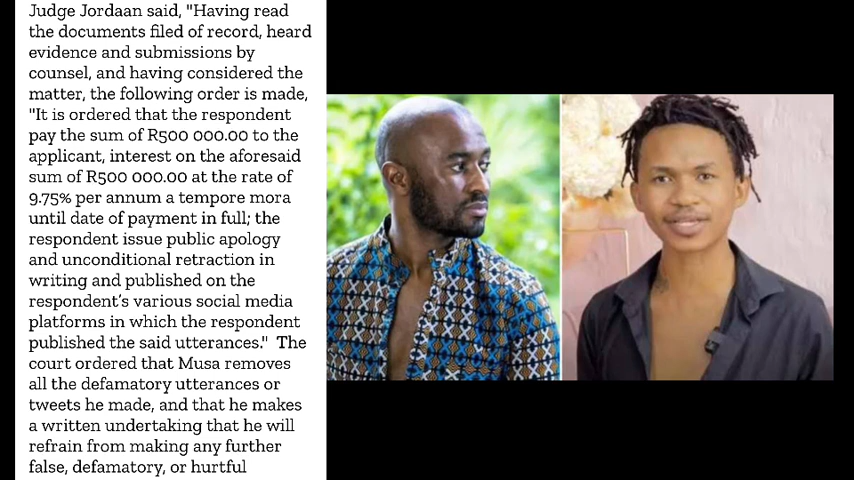 Judge Jordaan said, "Having read
the documents filed of record, heard
evidence and submissions by
counsel, and having considered the
matter, the following order is made,
"It is ordered that the respondent
pay the sum of R500 000.00 to the
applicant, interest on the aforesaid
sum of R500 000.00 at the rate of
9.75% per annum a tempore mora
until date of payment in full; the
respondent issue public apology
and unconditional retraction in
writing and published on the
respondent's various social media
platforms in which the respondent
published the said utterances." The
court ordered that Musa removes
all the defamatory utterances or
tweets he made, and that he makes
a written undertaking that he will
refrain from making any further
false, defamatory, or hurtful